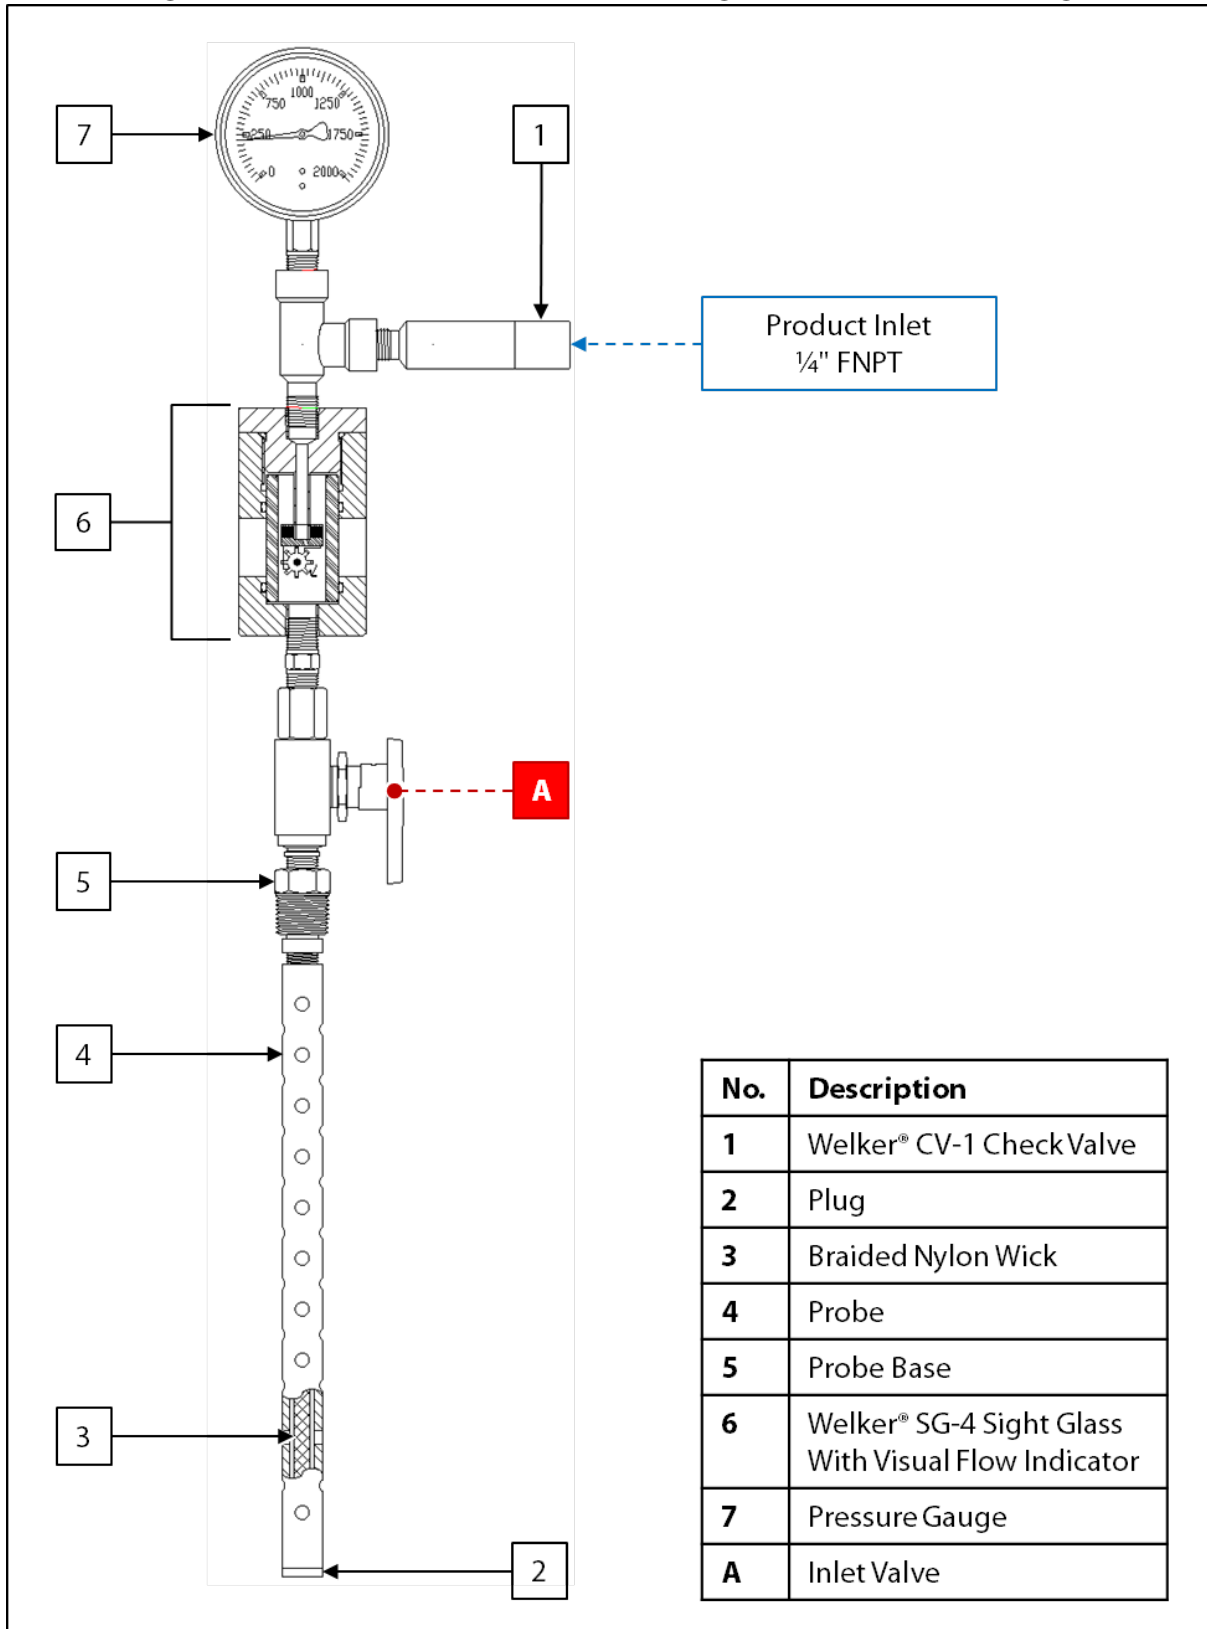 1000
750
1250
250
1750
0
2000
7
1
Product Inlet
¼" FNPT
6
A
5
4
3
2
No. Description
1 Welker® CV-1 Check Valve
2 Plug
3 Braided Nylon Wick
4 Probe
5 Probe Base
6 Welker® SG-4 Sight Glass
With Visual Flow Indicator
7 Pressure Gauge
A Inlet Valve